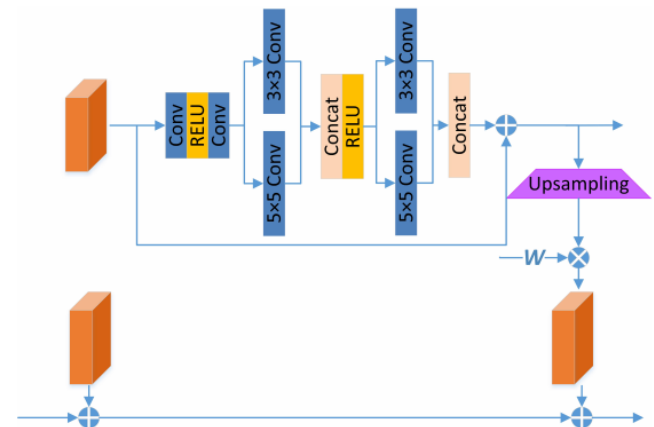 Conv
RELU
Conv
3×3 Conv
5×5 Conv
Concat
RELU
3×3 Conv
5×5 Conv
Concat
Upsampling
W